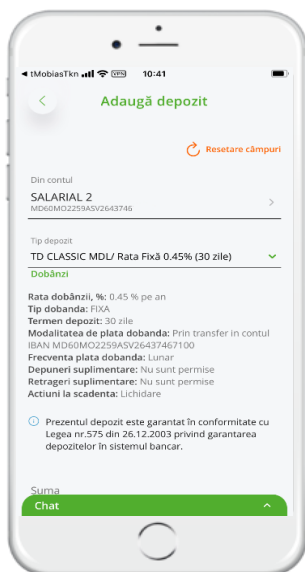 tMobiasTkn VPN 10:41
Adaugă depozit
Resetare câmpuri
Din contul
SALARIAL 2
MD60MO2259ASV2643746
Tip depozit
TD CLASSIC MDL/ Rata Fixă 0.45% (30 zile)
Dobânzi
Rata dobânzii, %: 0.45 % pe an
Tip dobanda: FIXA
Termen depozit: 30 zile
Modalitatea de plata dobanda: Prin transfer in contul
IBAN MD60MO2259ASV26437467100
Frecventa plata dobanda: Lunar
Depuneri suplimentare: Nu sunt permise
Retrageri suplimentare: Nu sunt permise
Actiuni la scadenta: Lichidare
Prezentul depozit este garantat în conformitate cu
Legea nr.575 din 26.12.2003 privind garantarea
depozitelor în sistemul bancar.
Suma
Chat